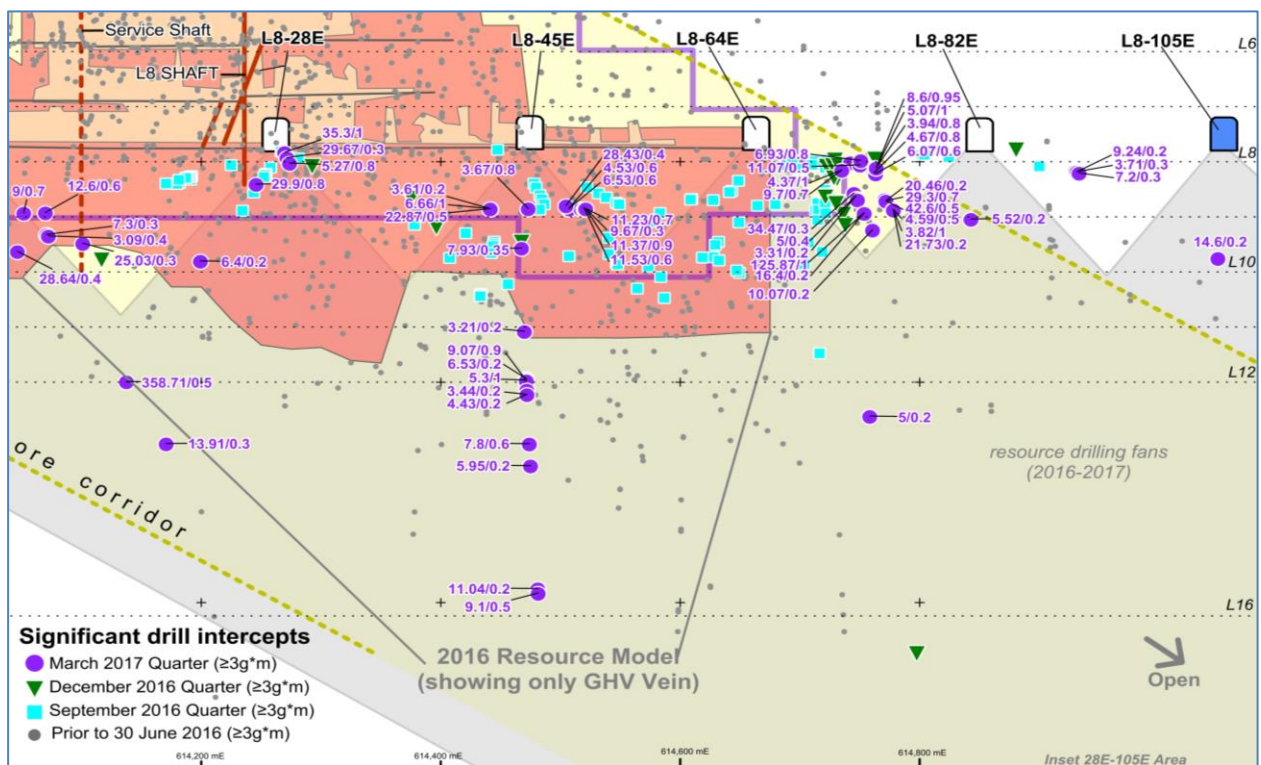 Service Shaft
L8-28E
L8-45E
L8-64E
L8-82E
L8-105E
L6
L8 SHAFT
8.6/0.95
5.07/1
3.94/0.8
4.67/0.8
6.07/0.6
35.3/1
29.67/0.3
5.27/0.8
29.9/0.8
28.43/0.4
4.53/0.6
6.53/0.6
3.67/0.8
6.93/0.8
11.07/0.5
4.37/1
9.7/0.7
9.24/0.2
3.71/0.3
7.2/0.3
L8
9/0.7
12.6/0.6
3.61/0.2
6.66/1
22.87/0.5
20.46/0.2
29.3/0.7
42.6/0.5
4.59/0.5
3.82/1
21.73/0.2
5.52/0.2
7.3/0.3
3.09/0.4
25.03/0.3
28.64/0.4
6.4/0.2
7.93/0.35
11.23/0.7
9.67/0.3
11.37/0.9
11.53/0.6
34.47/0.3
5/0.4
3.31/0.2
125.87/1
16.4/0.2
10.07/0.2
14.6/0.2
L10
3.21/0.2
9.07/0.9
6.53/0.2
5.3/1
3.44/0.2
4.43/0.2
358.71/0.5
L12
5/0.2
13.91/0.3
7.8/0.6
5.95/0.2
resource drilling fans
(2016-2017)
ore corridor
11.04/0.2
9.1/0.5
L16
2016 Resource Model
(showing only GHV Vein)
Open
Significant drill intercepts
March 2017 Quarter (≥3g*m)
December 2016 Quarter (≥3g*m)
September 2016 Quarter (≥3g*m)
Prior to 30 June 2016 (≥3g*m)
614,200 mE
614,400 mE
614,600 mE
614,800 mE
Inset 28E-105E Area